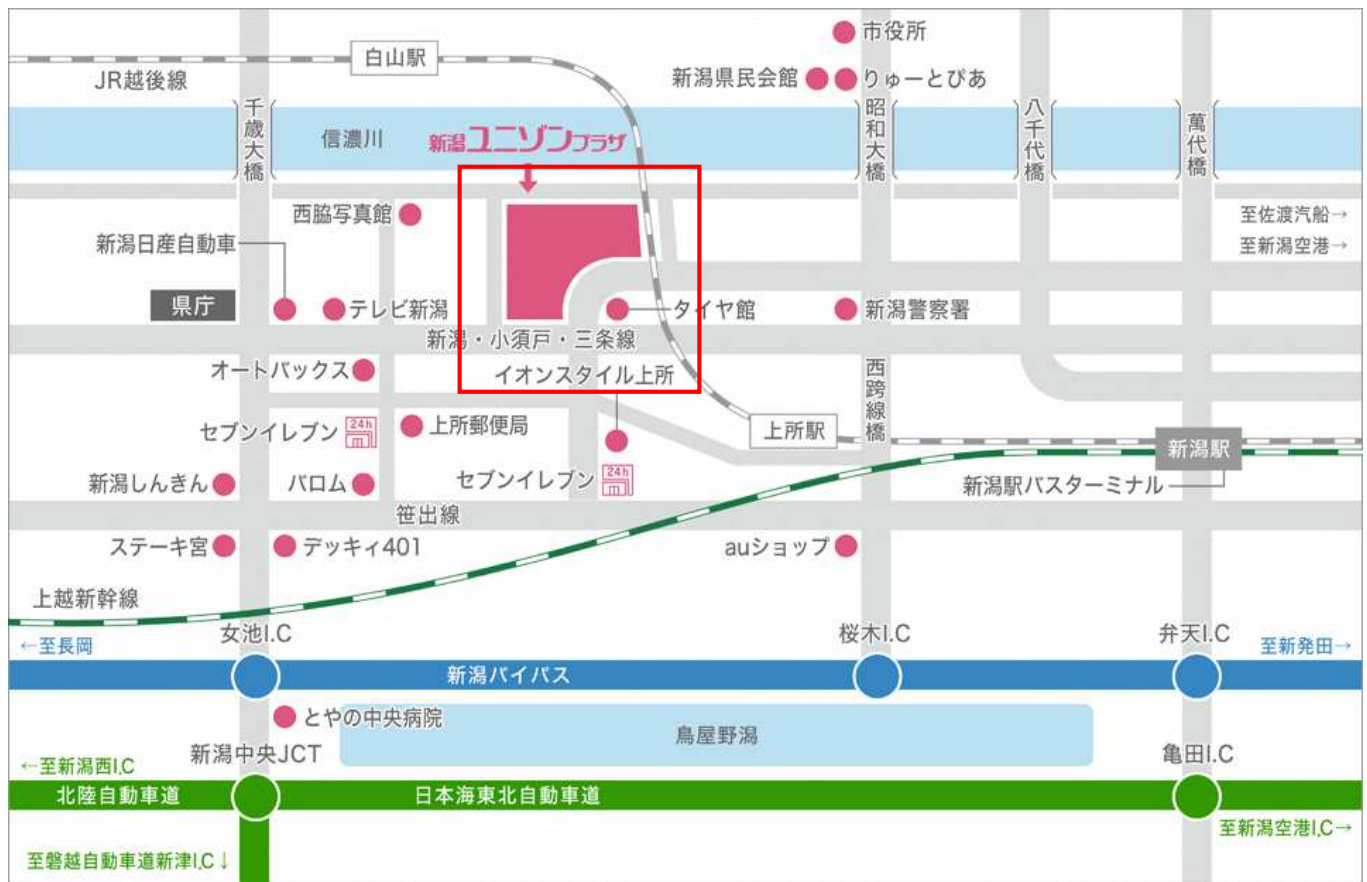 市役所
白山駅
新潟県民会館
りゅーとぴあ
JR越後線
千歳大橋
信濃川
新潟ユニゾンプラザ
昭和大橋
八千代橋
萬代橋
西脇写真館
至佐渡汽船→
新潟日産自動車
至新潟空港→
県庁
テレビ新潟
タイヤ館
新潟警察署
新潟・小須戸・三条線
オートバックス
イオンスタイル上所
西跨線橋
セブンイレブン
24h
上所郵便局
上所駅
新潟駅
新潟しんきん
バロム
セブンイレブン
24h
新潟駅バスターミナル
笹出線
ステーキ宮
デッキィ401
auショップ
上越新幹線
女池I.C
桜木I.C
弁天I.C
←至長岡
至新発田→
新潟バイパス
とやの中央病院
鳥屋野潟
新潟中央JCT
亀田I.C
←至新潟西I.C
北陸自動車道
日本海東北自動車道
至新潟空港I.C→
至磐越自動車道新津I.C↓